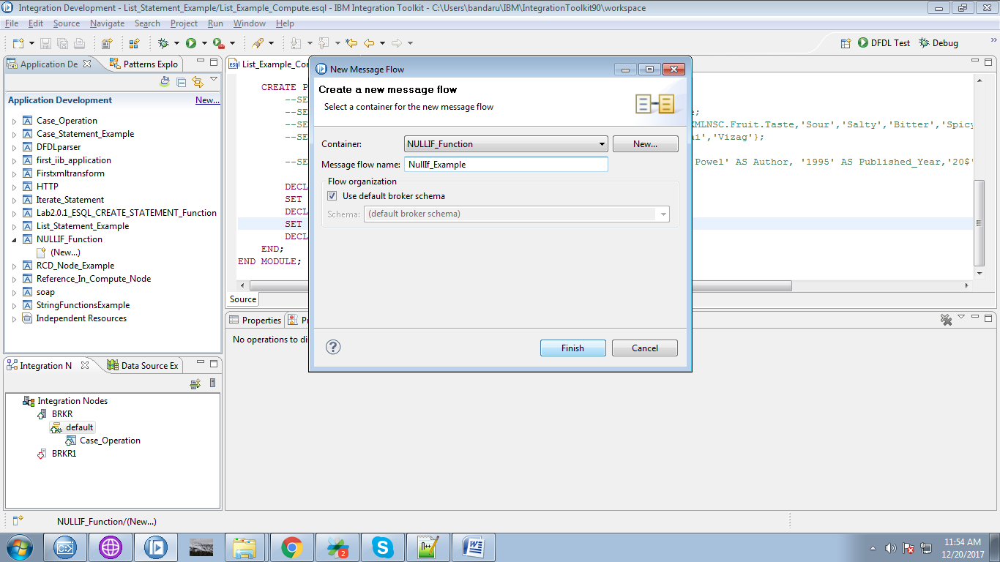 Integration Development - List_Statement_Example/List_Example_Compute.esql - IBM Integration Toolkit - C:\Users\bandaru\IBM\IntegrationToolkit90\workspace
File Edit Source Navigate Search Project Run Window Help
DFDL Test Debug
Application De Patterns Explo
Application Development New...
Case_Operation
Case_Statement_Example
DFDLparser
first_iib_application
Firstxmltransform
HTTP
Iterate_Statement
Lab2.0.1_ESQL_CREATE_STATEMENT_Function
List_Statement_Example
NULLIF_Function
(New...)
RCD_Node_Example
Reference_In_Compute_Node
soap
StringFunctionsExample
Independent Resources
Integration N Data Source Ex
Integration Nodes
BRKR
default
Case_Operation
BRKR1
List_Example_Cor
CREATE P
--SE
--SE
--SE XMLNSC.Fruit.Taste,'Sour','Salty','Bitter','Spicy
--SE ai','Vizag'};
--SE Powel' AS Author, '1995' AS Published_Year,'20$'
DECL
SET
DECL
SET
DECL
END;
END MODULE;
Source
Properties
No operations to di
New Message Flow
Create a new message flow
Select a container for the new message flow
Container: NULLIF_Function New...
Message flow name: NullIf_Example
Flow organization
Use default broker schema
Schema: (default broker schema)
Finish Cancel
NULLIF_Function/(New...)
2
11:54 AM
12/20/2017